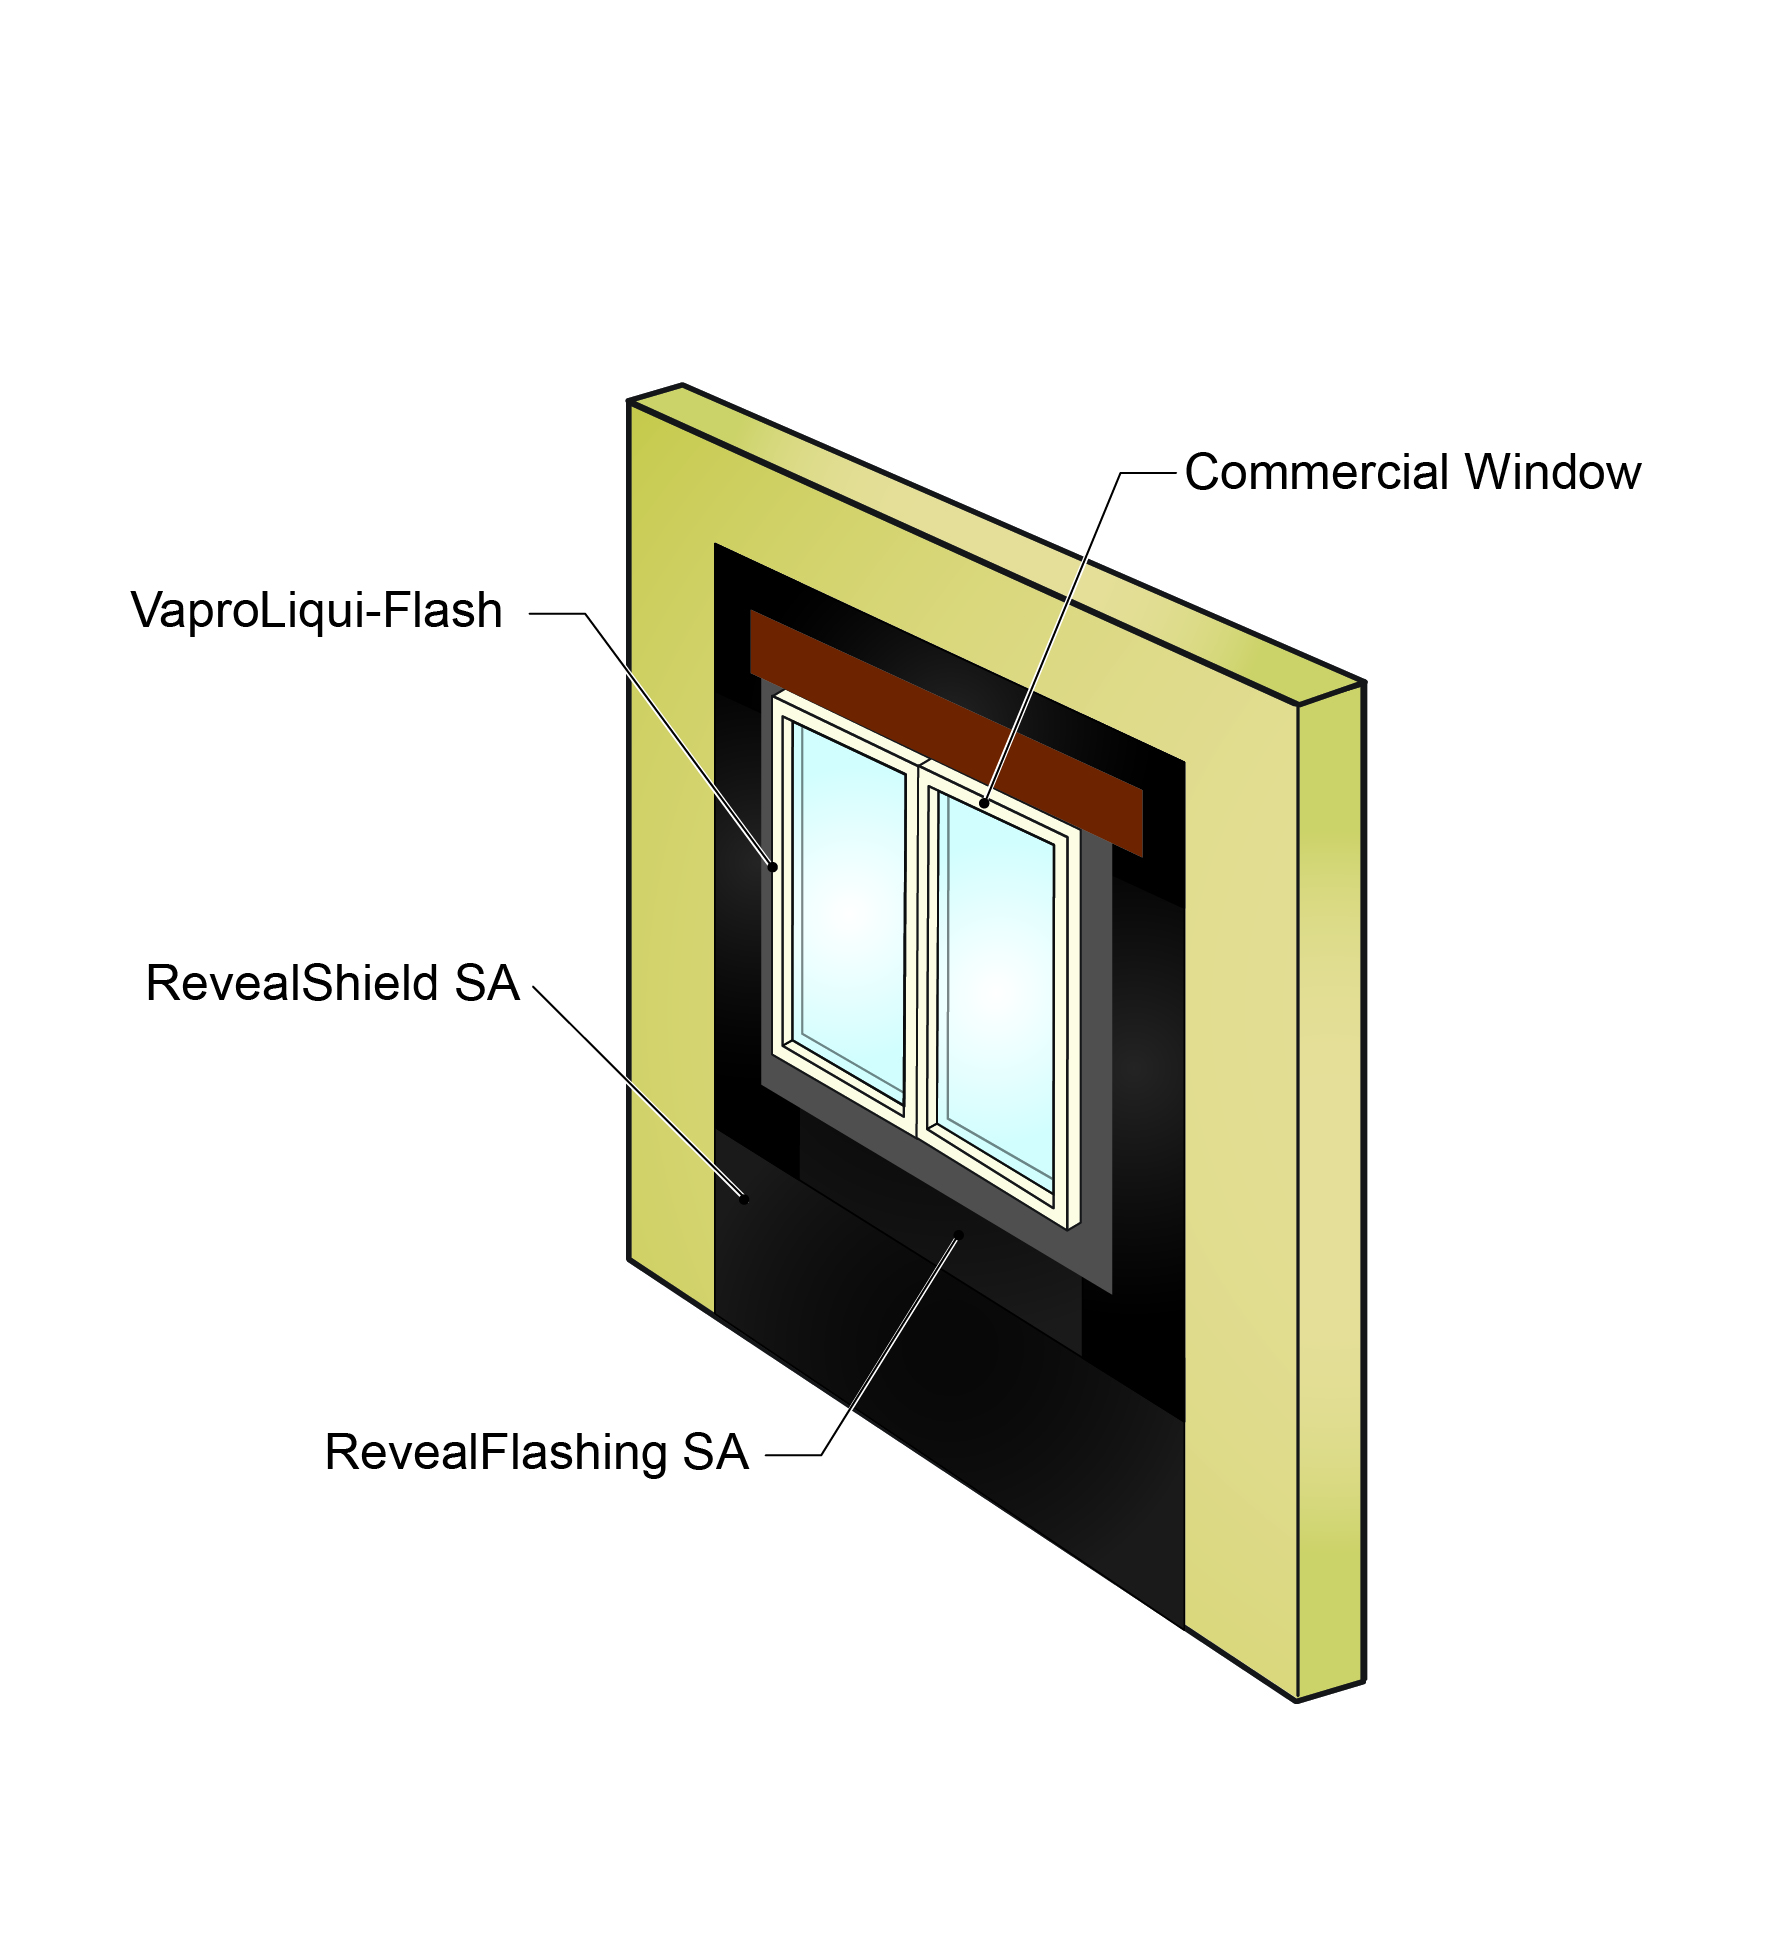 Commercial Window
VaproLiqui-Flash
RevealShield SA
RevealFlashing SA